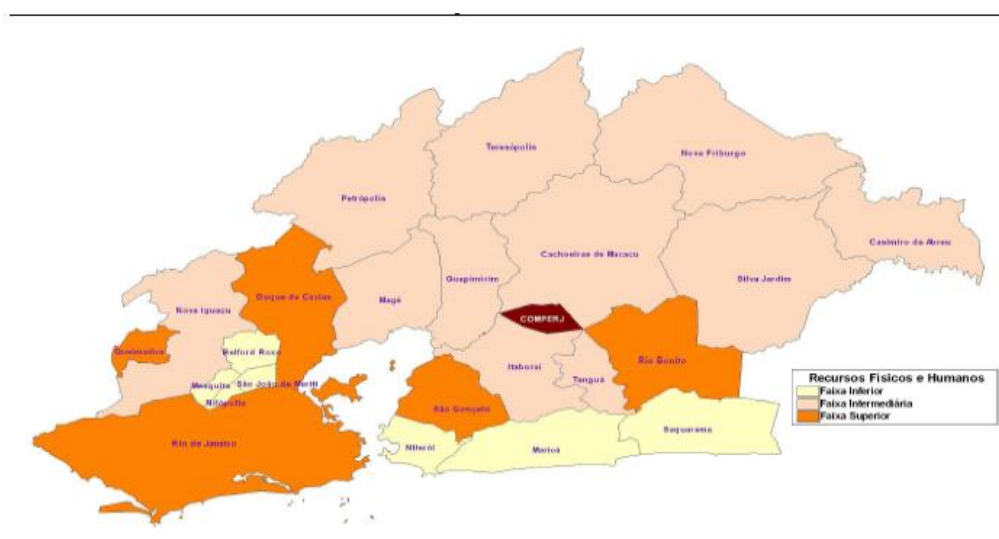 Teresópolis
Nova Friburgo
Petrópolis
Casimiro de Abreu
Cachoeiras de Macacu
Guapimirim
Silva Jardim
Duque de Caxias
Magé
Nova Iguaçu
COMPERJ
Queimados
Belford Roxo
Rio Bonito
Itaboraí
Tanguá
Mesquita
São João de Meriti
Nilópolis
São Gonçalo
Saquarema
Rio de Janeiro
Niterói
Maricá
Recursos Físicos e Humanos
Faixa Inferior
Faixa Intermediária
Faixa Superior